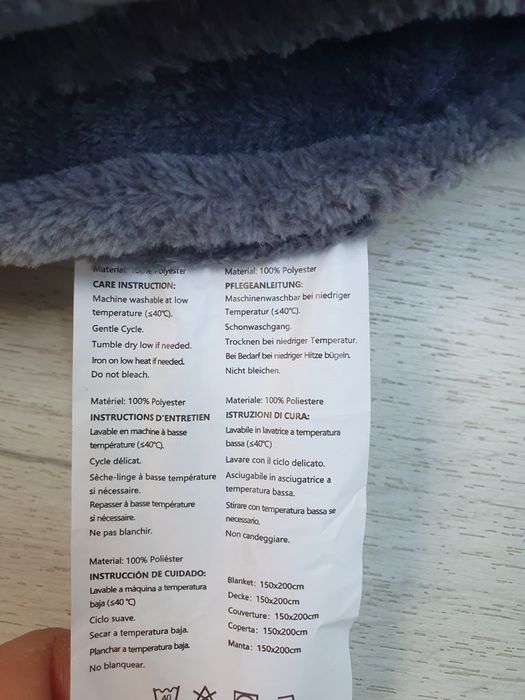 Material: 100% Polyester
CARE INSTRUCTION:
Machine washable at low
temperature (≤40℃).
Gentle Cycle.
Tumble dry low if needed.
Iron on low heat if needed.
Do not bleach.
Material: 100% Polyester
PFLEGEANLEITUNG:
Maschinenwaschbar bei niedriger
Temperatur (≤40℃).
Schonwaschgang.
Trocknen bei niedriger Temperatur.
Bei Bedarf bei niedriger Hitze bügeln.
Nicht bleichen.
Matériel: 100% Polyester
INSTRUCTIONS D'ENTRETIEN
Lavable en machine à basse
température (≤40℃).
Cycle délicat.
Sèche-linge à basse température
si nécessaire.
Repasser à basse température
si nécessaire.
Ne pas blanchir.
Materiale: 100% Poliestere
ISTRUZIONI DI CURA:
Lavabile in lavatrice a temperatura
bassa (≤40℃)
Lavare con il ciclo delicato.
Asciugabile in asciugatrice a
temperatura bassa.
Stirare con temperatura bassa se
necessario.
Non candeggiare.
Material: 100% Poliéster
INSTRUCCIÓN DE CUIDADO:
Lavable a máquina a temperatura
baja (≤40 ℃)
Ciclo suave.
Secar a temperatura baja.
Planchar a temperatura baja.
No blanquear.
Blanket: 150x200cm
Decke: 150x200cm
Couverture: 150x200cm
Coperta: 150x200cm
Manta: 150x200cm
40